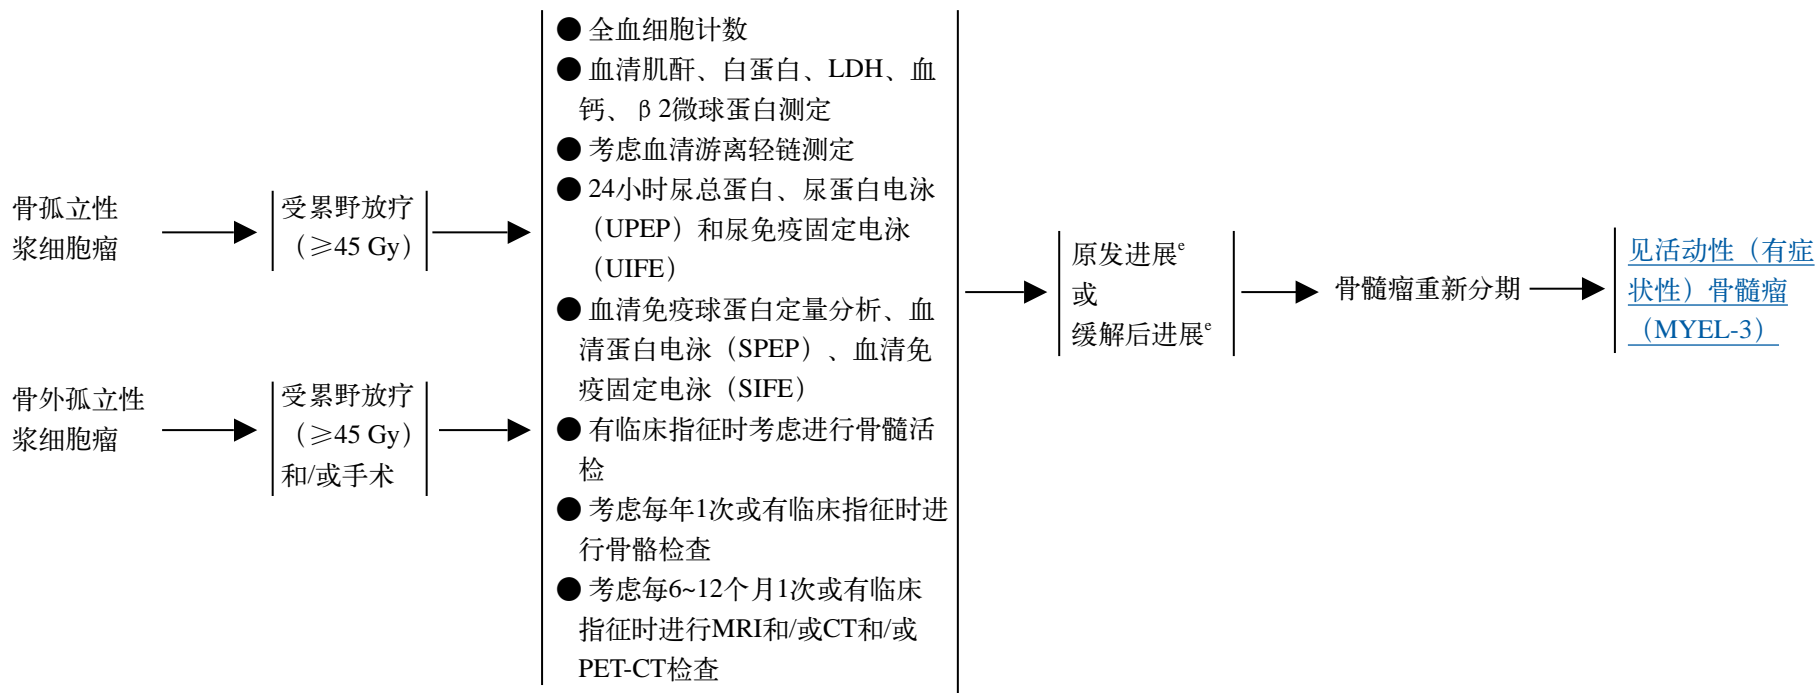 骨孤立性
浆细胞瘤
受累野放疗
（≥45 Gy）
骨外孤立性
浆细胞瘤
受累野放疗
（≥45 Gy）
和/或手术
● 全血细胞计数
● 血清肌酐、白蛋白、LDH、血
钙、β 2微球蛋白测定
● 考虑血清游离轻链测定
● 24小时尿总蛋白、尿蛋白电泳
（UPEP）和尿免疫固定电泳
（UIFE）
● 血清免疫球蛋白定量分析、血
清蛋白电泳（SPEP）、血清免
疫固定电泳（SIFE）
● 有临床指征时考虑进行骨髓活
检
● 考虑每年1次或有临床指征时进
行骨骼检查
● 考虑每6~12个月1次或有临床
指征时进行MRI和/或CT和/或
PET-CT检查
原发进展e
或
缓解后进展e
骨髓瘤重新分期
见活动性（有症
状性）骨髓瘤
（MYEL-3）